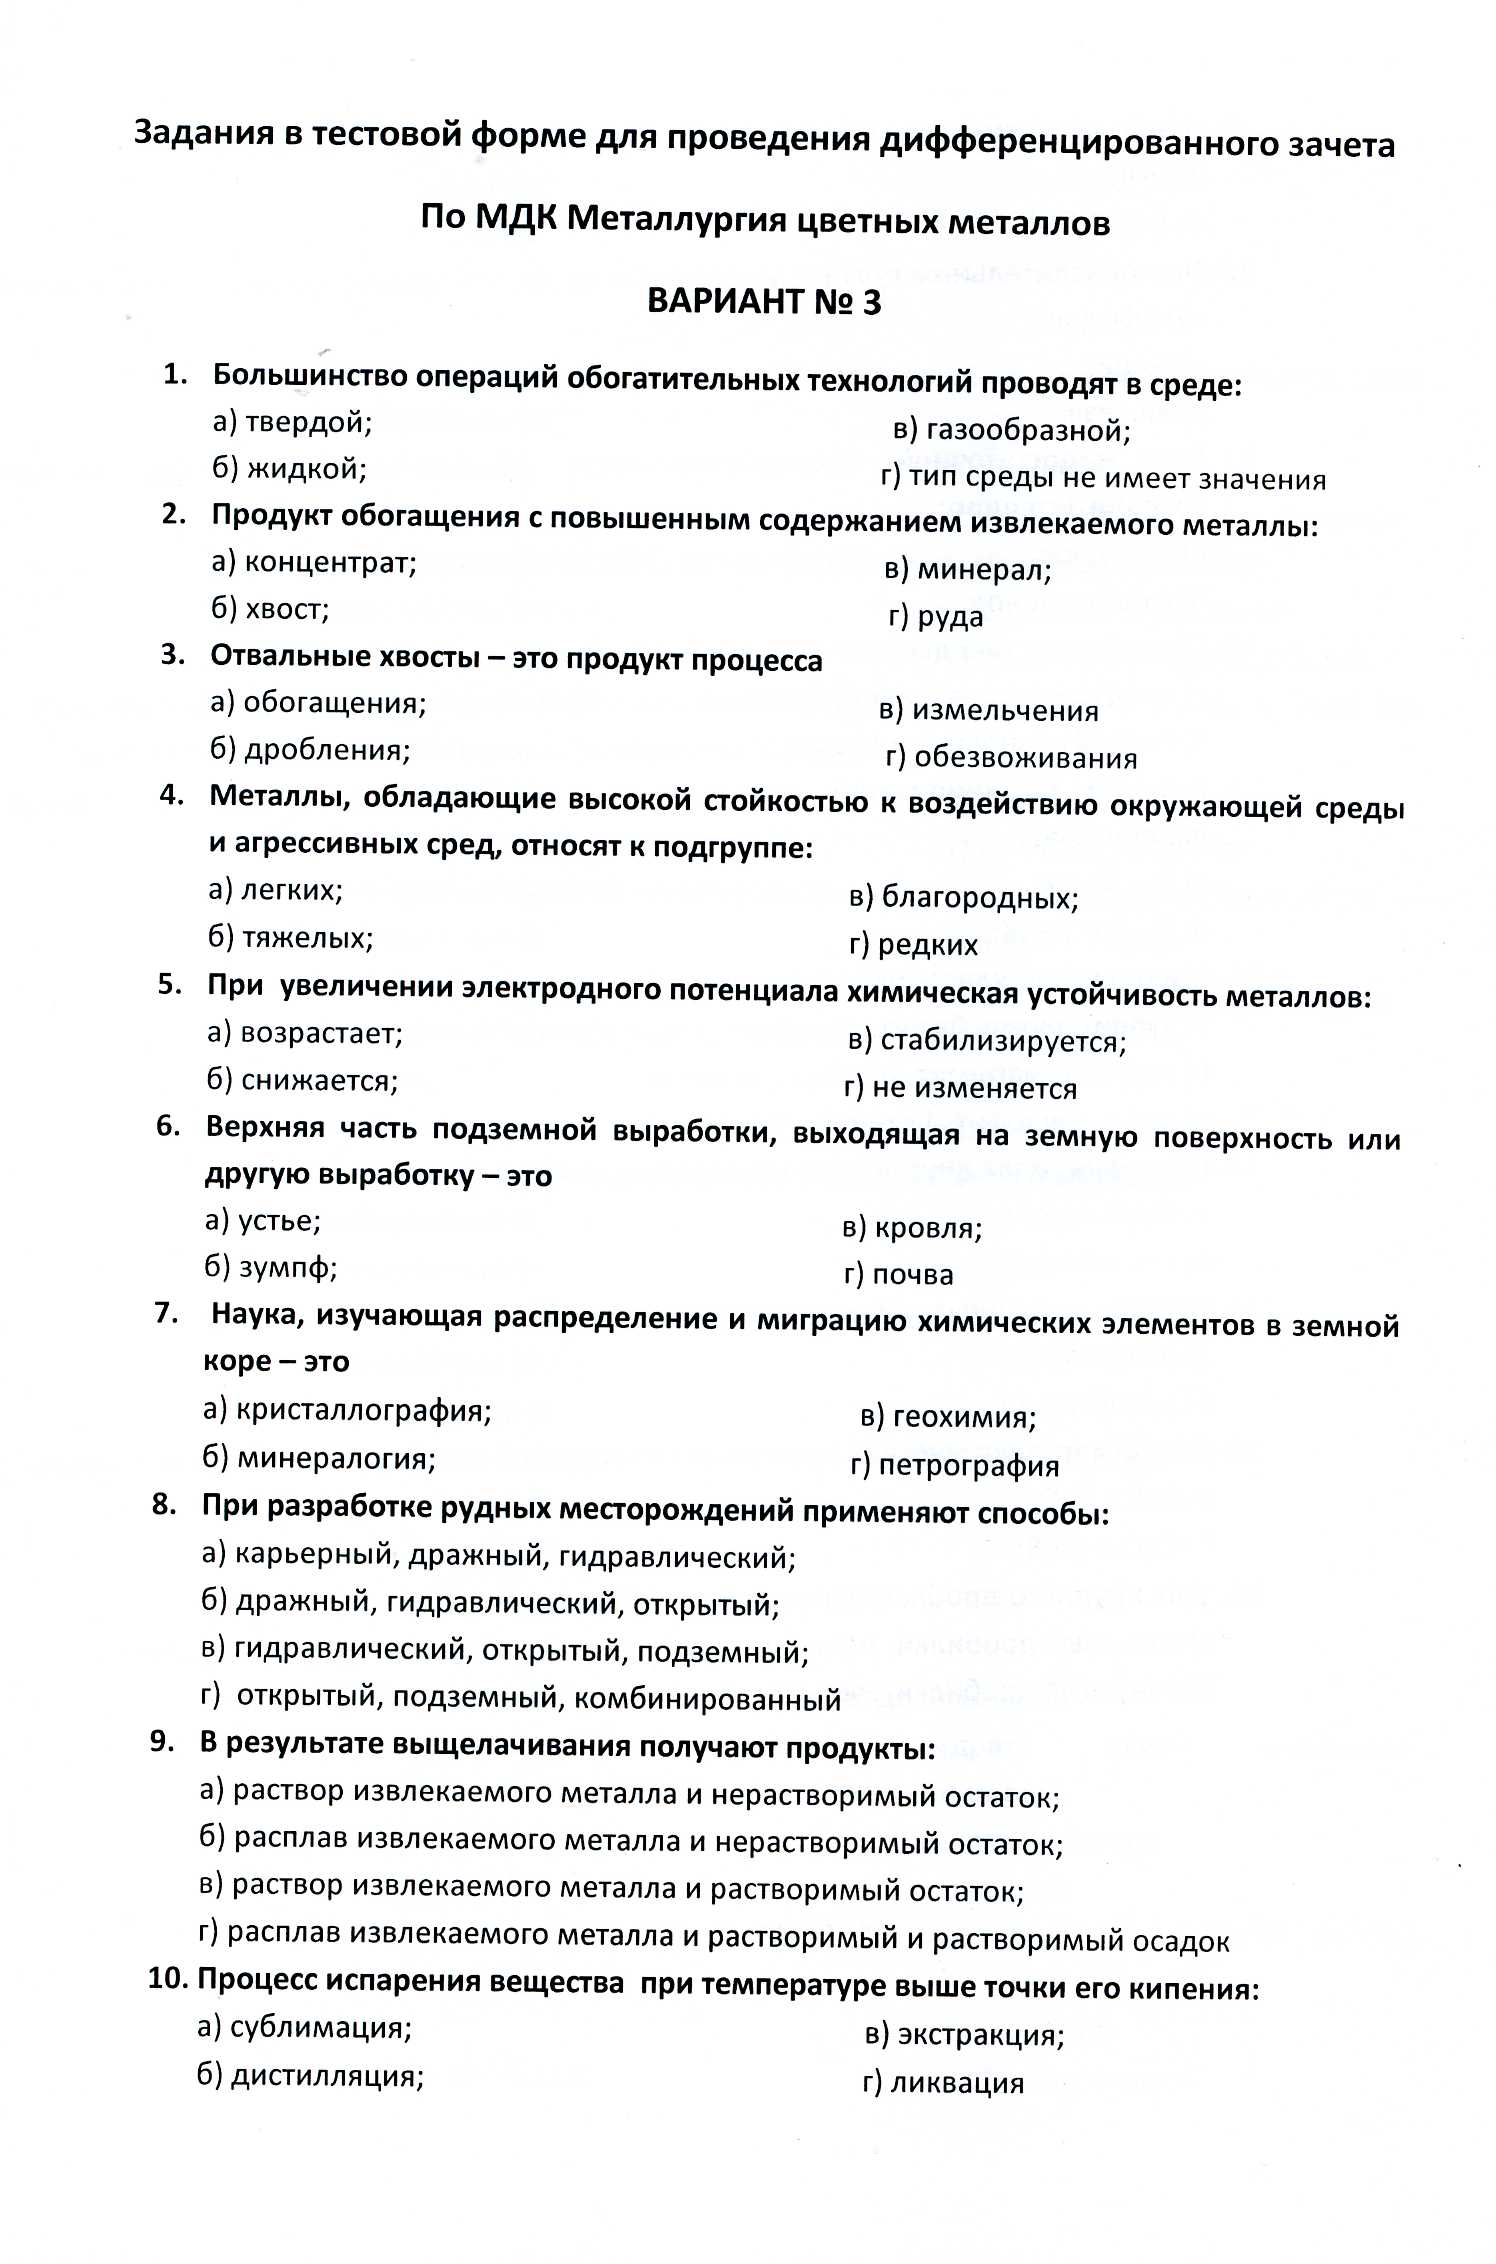 Задания в тестовой форме для проведения дифференцированного зачета
По МДК Металлургия цветных металлов
ВАРИАНТ № 3
1. Большинство операций обогатительных технологий проводят в среде:
а) твердой; в) газообразной;
б) жидкой; г) тип среды не имеет значения
2. Продукт обогащения с повышенным содержанием извлекаемого металлы:
а) концентрат; в) минерал;
б) хвост; г) руда
3. Отвальные хвосты – это продукт процесса
а) обогащения; в) измельчения
б) дробления; г) обезвоживания
4. Металлы, обладающие высокой стойкостью к воздействию окружающей среды
и агрессивных сред, относят к подгруппе:
а) легких; в) благородных;
б) тяжелых; г) редких
5. При увеличении электродного потенциала химическая устойчивость металлов:
а) возрастает; в) стабилизируется;
б) снижается; г) не изменяется
6. Верхняя часть подземной выработки, выходящая на земную поверхность или
другую выработку – это
а) устье; в) кровля;
б) зумпф; г) почва
7. Наука, изучающая распределение и миграцию химических элементов в земной
коре – это
а) кристаллография; в) геохимия;
б) минералогия; г) петрография
8. При разработке рудных месторождений применяют способы:
а) карьерный, дражный, гидравлический;
б) дражный, гидравлический, открытый;
в) гидравлический, открытый, подземный;
г) открытый, подземный, комбинированный
9. В результате выщелачивания получают продукты:
а) раствор извлекаемого металла и нерастворимый остаток;
б) расплав извлекаемого металла и нерастворимый остаток;
в) раствор извлекаемого металла и растворимый остаток;
г) расплав извлекаемого металла и растворимый и растворимый осадок
10. Процесс испарения вещества при температуре выше точки его кипения:
а) сублимация; в) экстракция;
б) дистилляция; г) ликвация